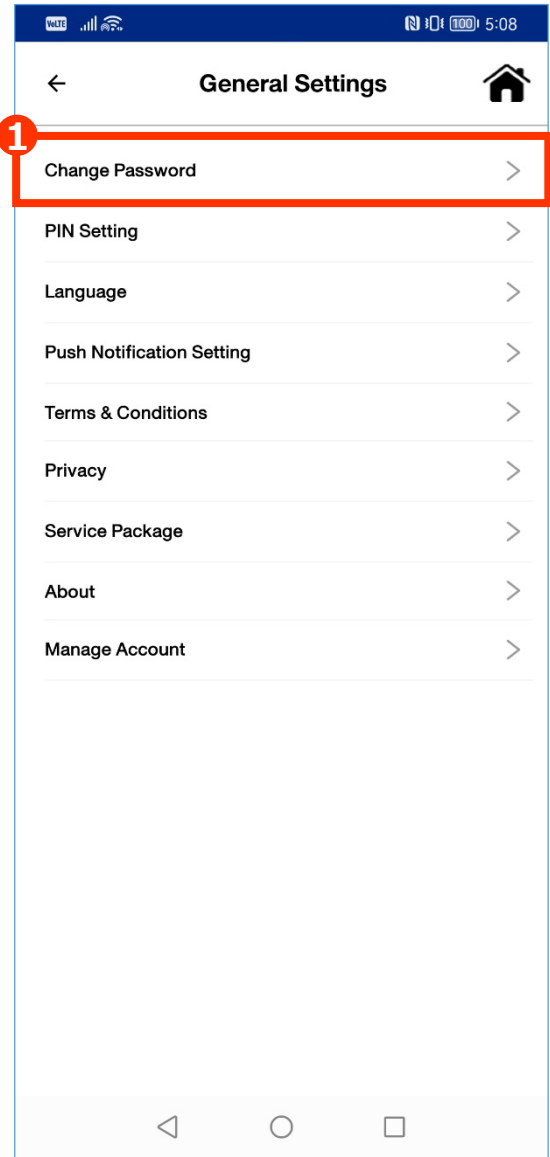 VoLTE 100 5:08
General Settings
1
Change Password
PIN Setting
Language
Push Notification Setting
Terms & Conditions
Privacy
Service Package
About
Manage Account